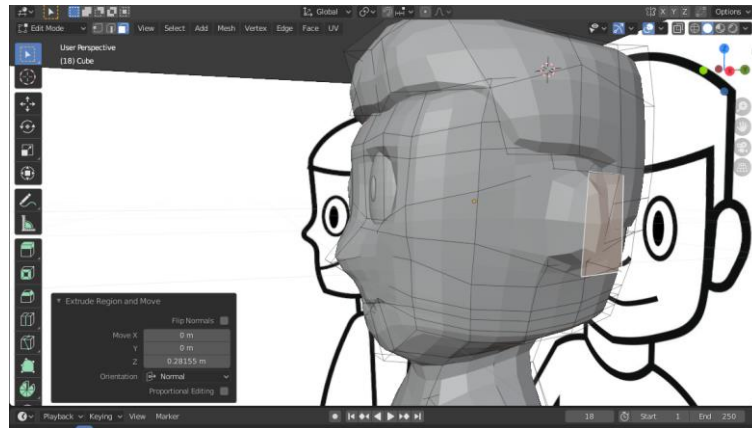 Global
X Y Z
Options
Edit Mode
View Select Add Mesh Vertex Edge Face UV
User Perspective
(18) Cube
Z
Extrude Region and Move
Flip Normals
Move X 0 m
Y 0 m
Z 0.28155 m
Orientation Normal
Proportional Editing
Playback Keying View Marker
18 Start 1 End 250